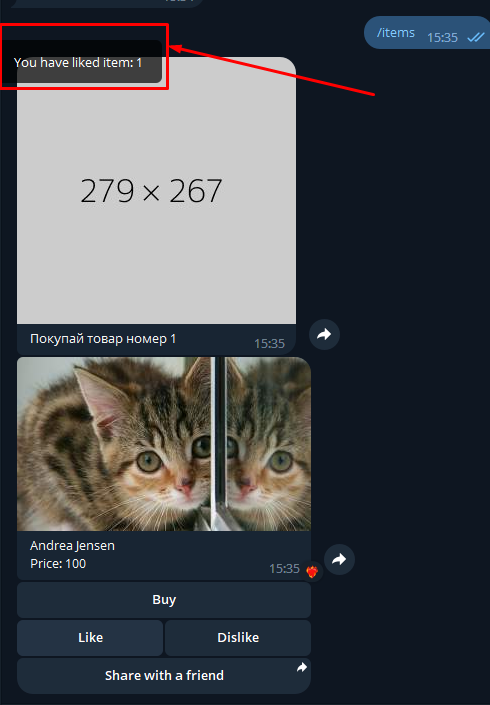 /items
15:35
You have liked item: 1
279 × 267
Покупай товар номер 1
15:35
Andrea Jensen
Price: 100
15:35
Buy
Like
Dislike
Share with a friend